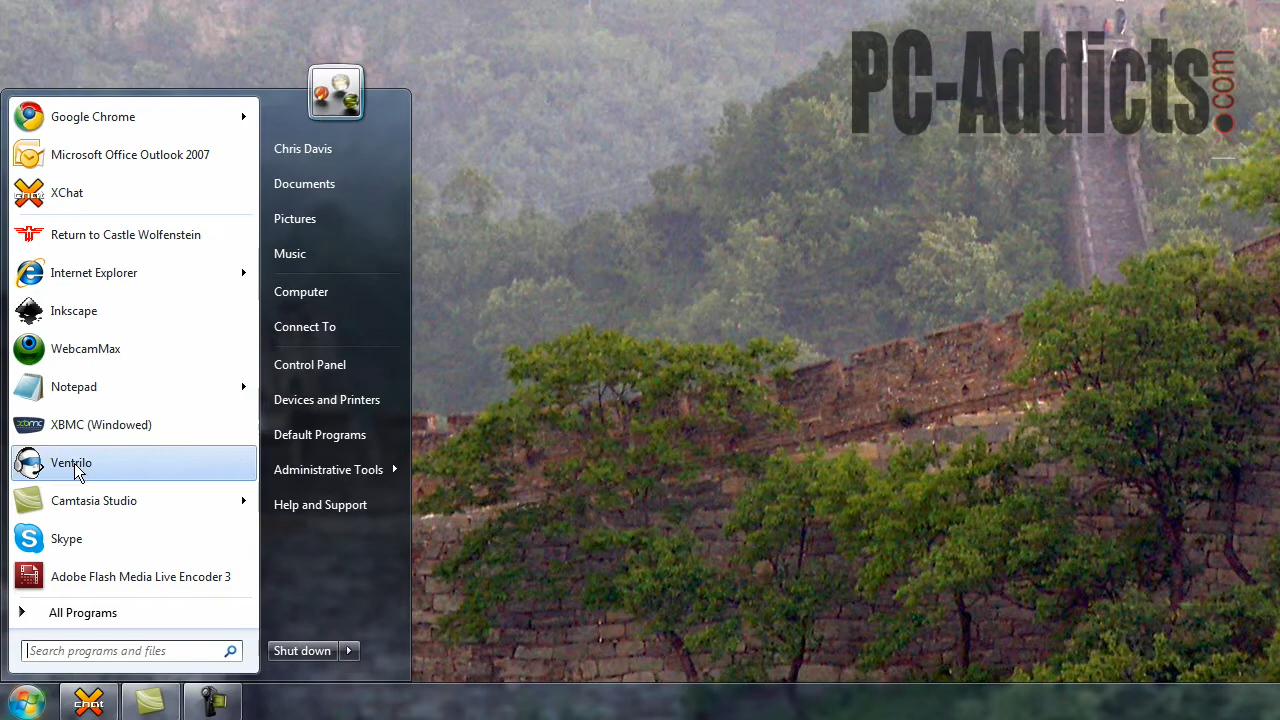 PC-Addicts.com
Google Chrome
Microsoft Office Outlook 2007
XChat
Return to Castle Wolfenstein
Internet Explorer
Inkscape
WebcamMax
Notepad
XBMC (Windowed)
Ventrilo
Camtasia Studio
Skype
Adobe Flash Media Live Encoder 3
All Programs
Search programs and files
Chris Davis
Documents
Pictures
Music
Computer
Connect To
Control Panel
Devices and Printers
Default Programs
Administrative Tools
Help and Support
Shut down
chat